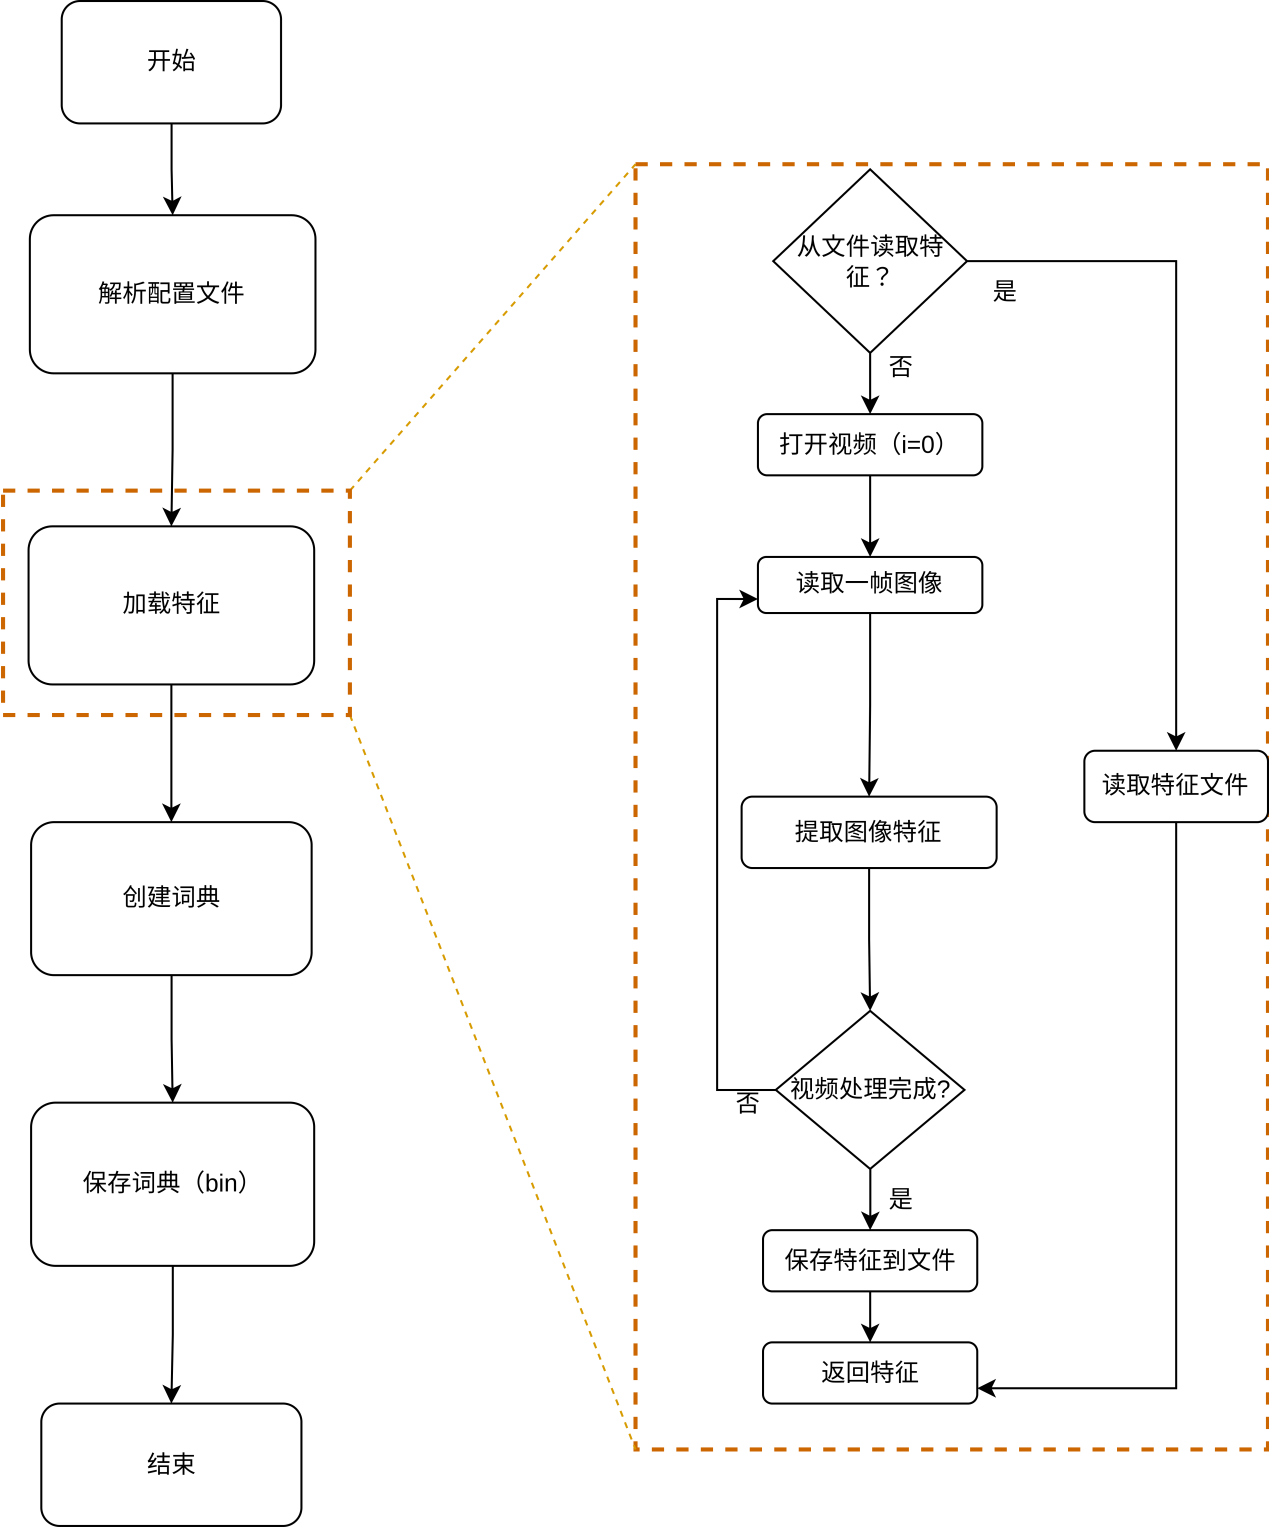 开始
解析配置文件
加载特征
创建词典
保存词典（bin）
结束
从文件读取特
征？
是
否
打开视频（i=0）
读取一帧图像
读取特征文件
提取图像特征
视频处理完成?
否
是
保存特征到文件
返回特征